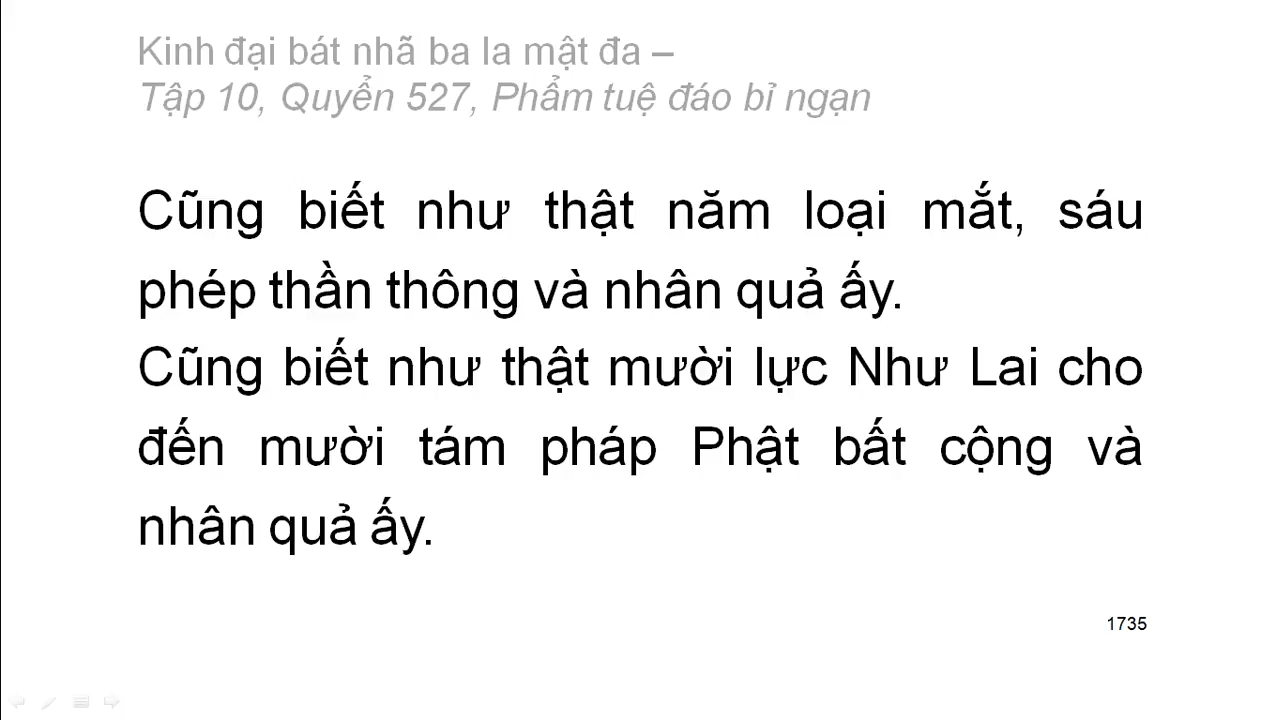 Kinh đại bát nhã ba la mật đa –
Tập 10, Quyển 527, Phẩm tuệ đáo bỉ ngạn
Cũng biết như thật năm loại mắt, sáu
phép thần thông và nhân quả ấy.
Cũng biết như thật mười lực Như Lai cho
đến mười tám pháp Phật bất cộng và
nhân quả ấy.
1735